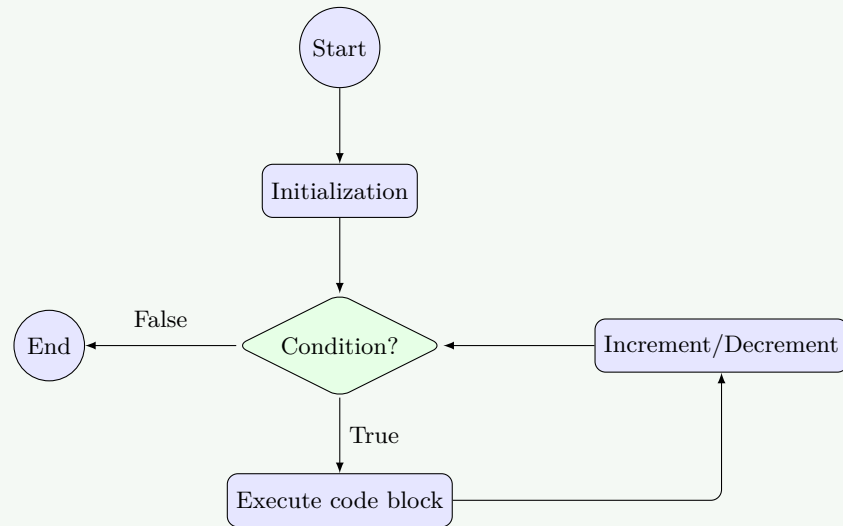 Start
Initialization
False
End
Condition?
Increment/Decrement
True
Execute code block